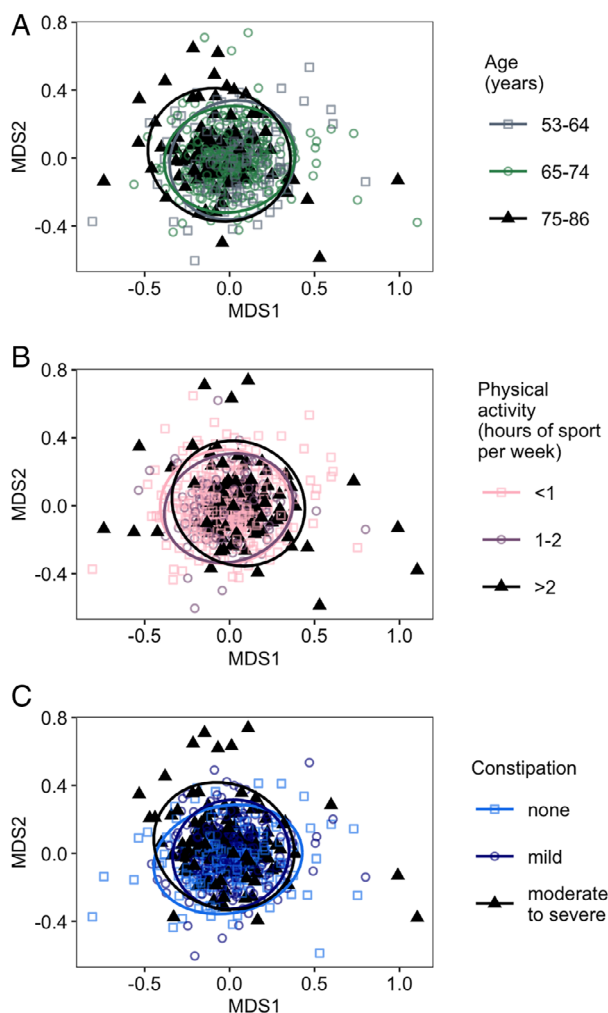 A
0.8
0.4
0.0
-0.4
MDS2
-0.5
0.0
0.5
1.0
MDS1
Age
(years)
53-64
65-74
75-86
B
0.8
0.4
0.0
-0.4
MDS2
-0.5
0.0
0.5
1.0
MDS1
Physical
activity
(hours of sport
per week)
<1
1-2
>2
C
0.8
0.4
0.0
-0.4
MDS2
-0.5
0.0
0.5
1.0
MDS1
Constipation
none
mild
moderate
to severe